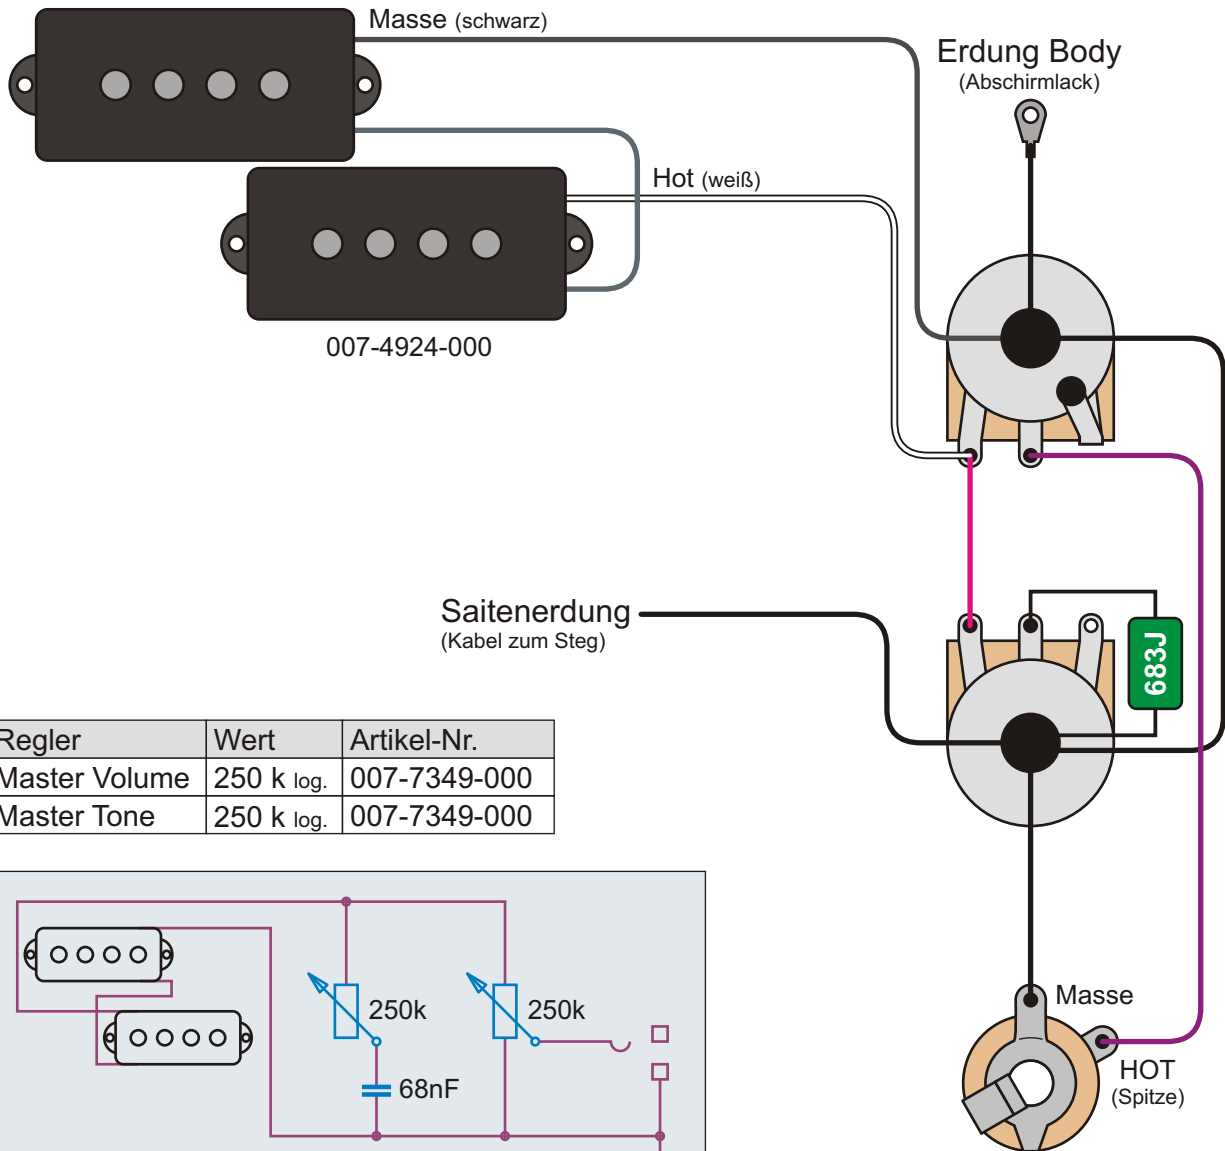 Masse (schwarz)
Erdung Body
(Abschirmlack)
Hot (weiß)
007-4924-000
Saitenerdung
(Kabel zum Steg)
683J
Regler Wert Artikel-Nr.
Master Volume 250 k log. 007-7349-000
Master Tone 250 k log. 007-7349-000
250k 250k
68nF
Masse
HOT
(Spitze)